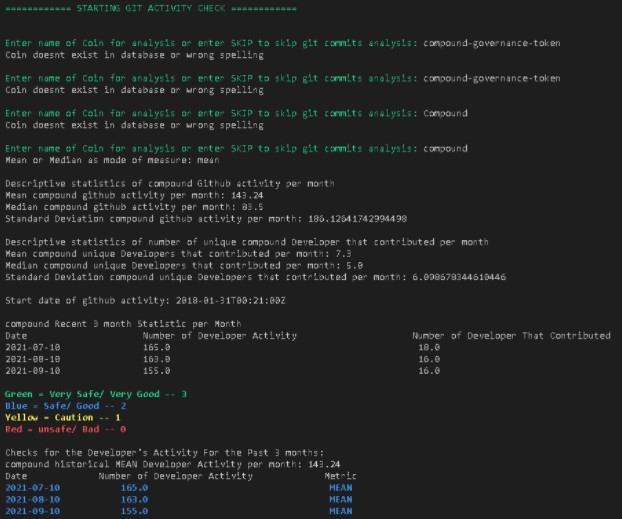 ============ STARTING GIT ACTIVITY CHECK ============
Enter name of Coin for analysis or enter SKIP to skip git commits analysis: compound-governance-token
Coin doesnt exist in database or wrong spelling
Enter name of Coin for analysis or enter SKIP to skip git commits analysis: compound-governance-token
Coin doesnt exist in database or wrong spelling
Enter name of Coin for analysis or enter SKIP to skip git commits analysis: Compound
Coin doesnt exist in database or wrong spelling
Enter name of Coin for analysis or enter SKIP to skip git commits analysis: compound
Mean or Median as mode of measure: mean
Descriptive statistics of compound Github activity per month
Mean compound github activity per month: 143.24
Median compound github activity per month: 83.5
Standard Deviation compound github activity per month: 186.12641742994498
Descriptive statistics of number of unique compound Developer that contributed per month
Mean compound unique Developers that contributed per month: 7.3
Median compound unique Developers that contributed per month: 5.0
Standard Deviation compound unique Developers that contributed per month: 6.098678344610446
Start date of github activity: 2018-01-31T00:21:00Z
compound Recent 3 month Statistic per Month
Date Number of Developer Activity Number of Developer That Contributed
2021-07-10 165.0 18.0
2021-08-10 163.0 16.0
2021-09-10 155.0 16.0
Green = Very Safe/ Very Good -- 3
Blue = Safe/ Good -- 2
Yellow = Caution -- 1
Red = unsafe/ Bad -- 0
Checks for the Developer's Activity For the Past 3 months:
compound historical MEAN Developer Activity per month: 143.24
Date Number of Developer Activity Metric
2021-07-10 165.0 MEAN
2021-08-10 163.0 MEAN
2021-09-10 155.0 MEAN